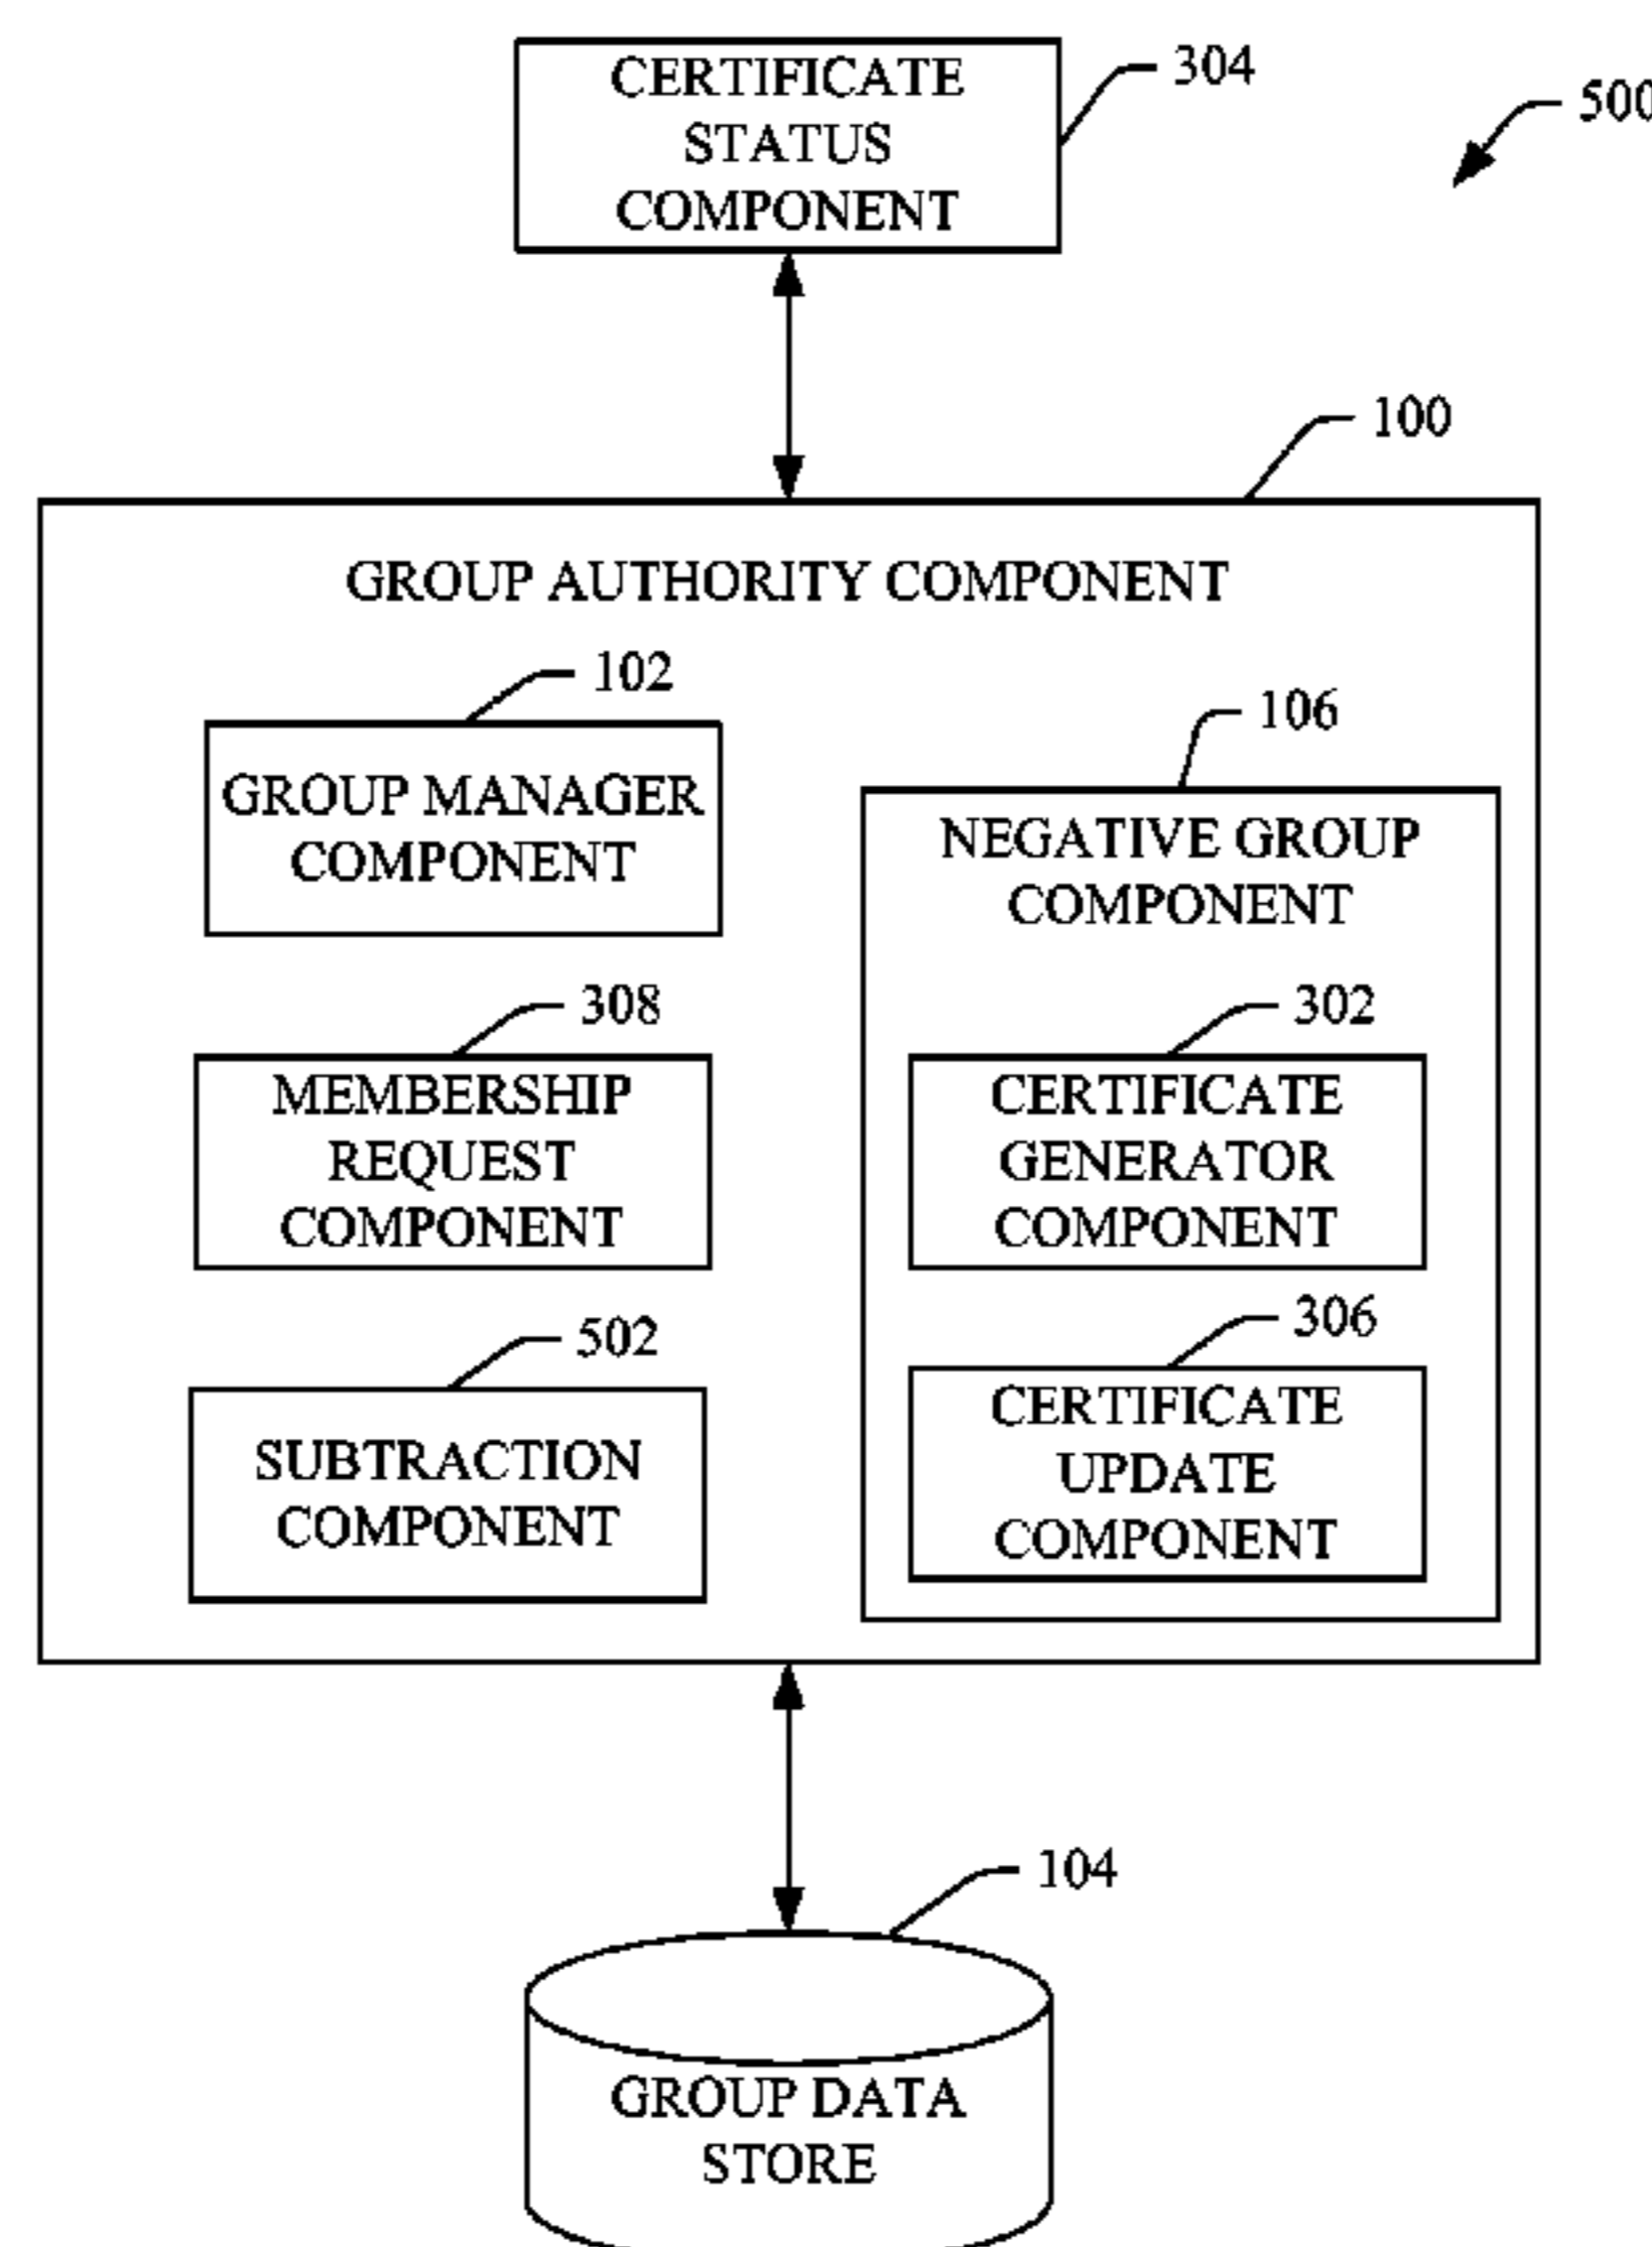 CERTIFICATE
STATUS
COMPONENT
304
500
100
GROUP AUTHORITY COMPONENT
102
GROUP MANAGER
COMPONENT
106
NEGATIVE GROUP
COMPONENT
308
MEMBERSHIP
REQUEST
COMPONENT
302
CERTIFICATE
GENERATOR
COMPONENT
502
SUBTRACTION
COMPONENT
306
CERTIFICATE
UPDATE
COMPONENT
104
GROUP DATA
STORE